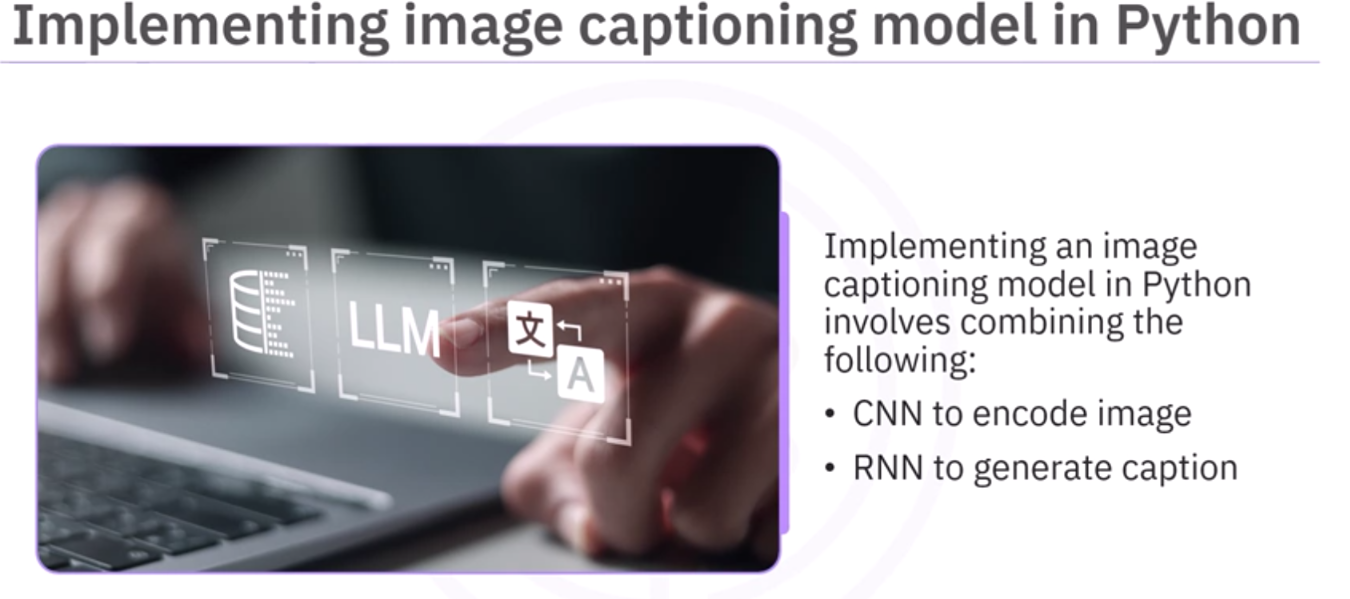 Implementing image captioning model in Python
LLM
文
A
Implementing an image
captioning model in Python
involves combining the
following:
• CNN to encode image
• RNN to generate caption